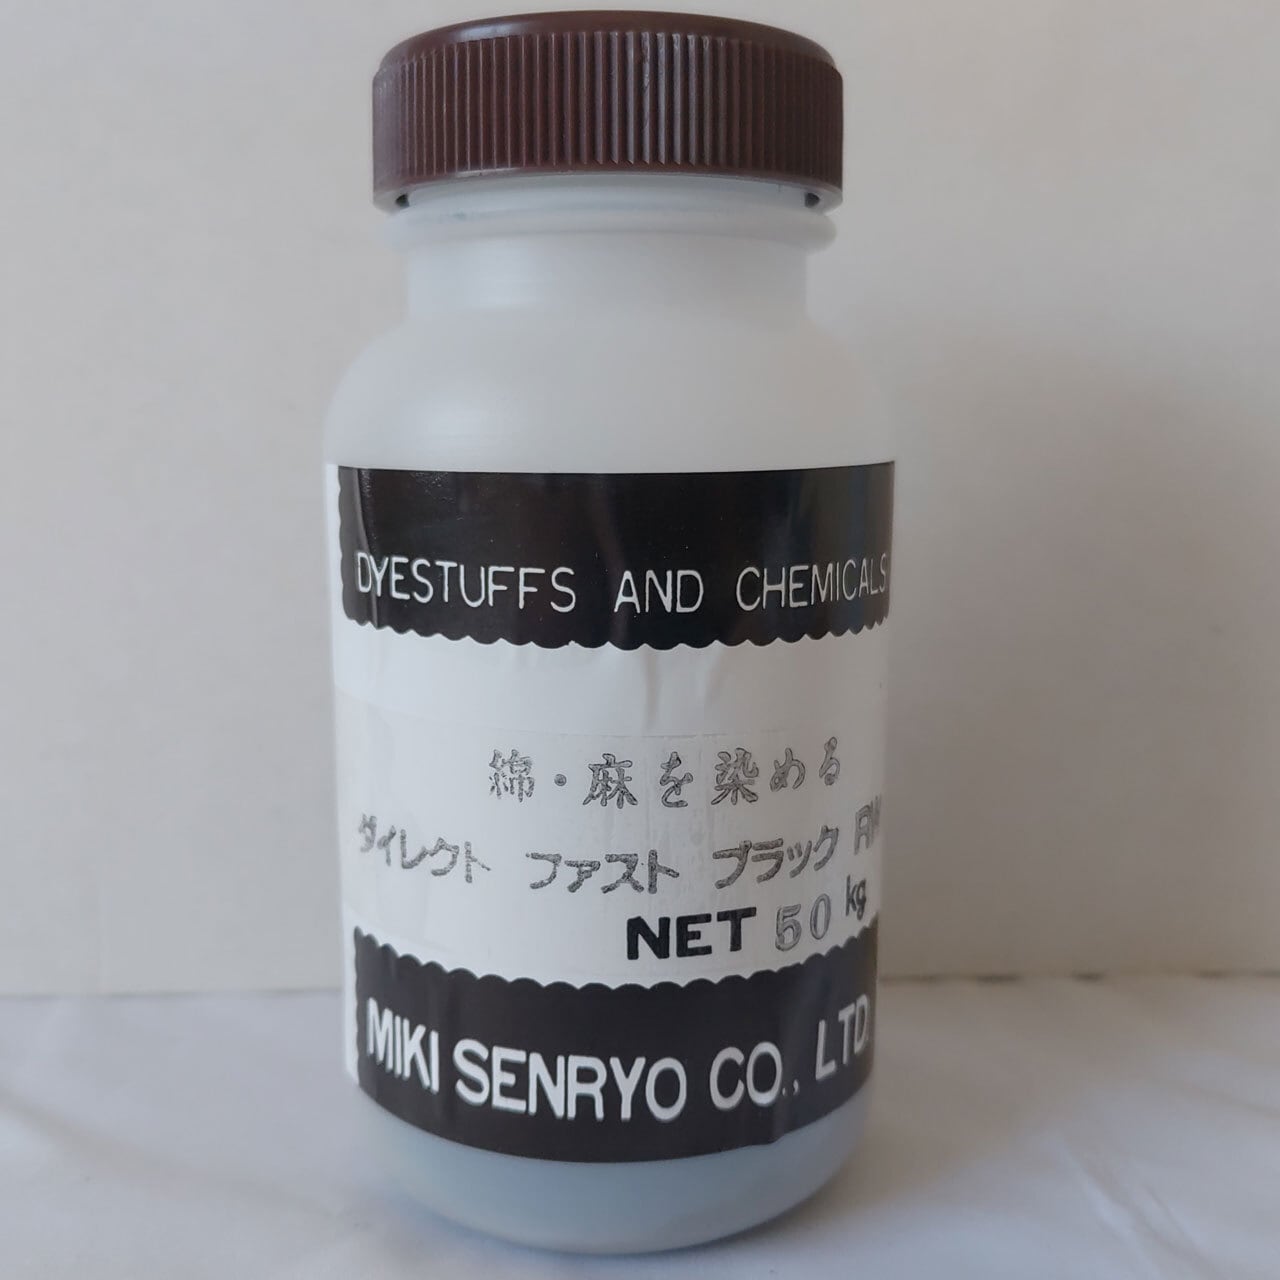 DYESTUFFS AND CHEMICALS
綿・麻を染める
ダイレクト ファスト ブラック
NET 50 kg
MIKI SENRYO CO., LTD.